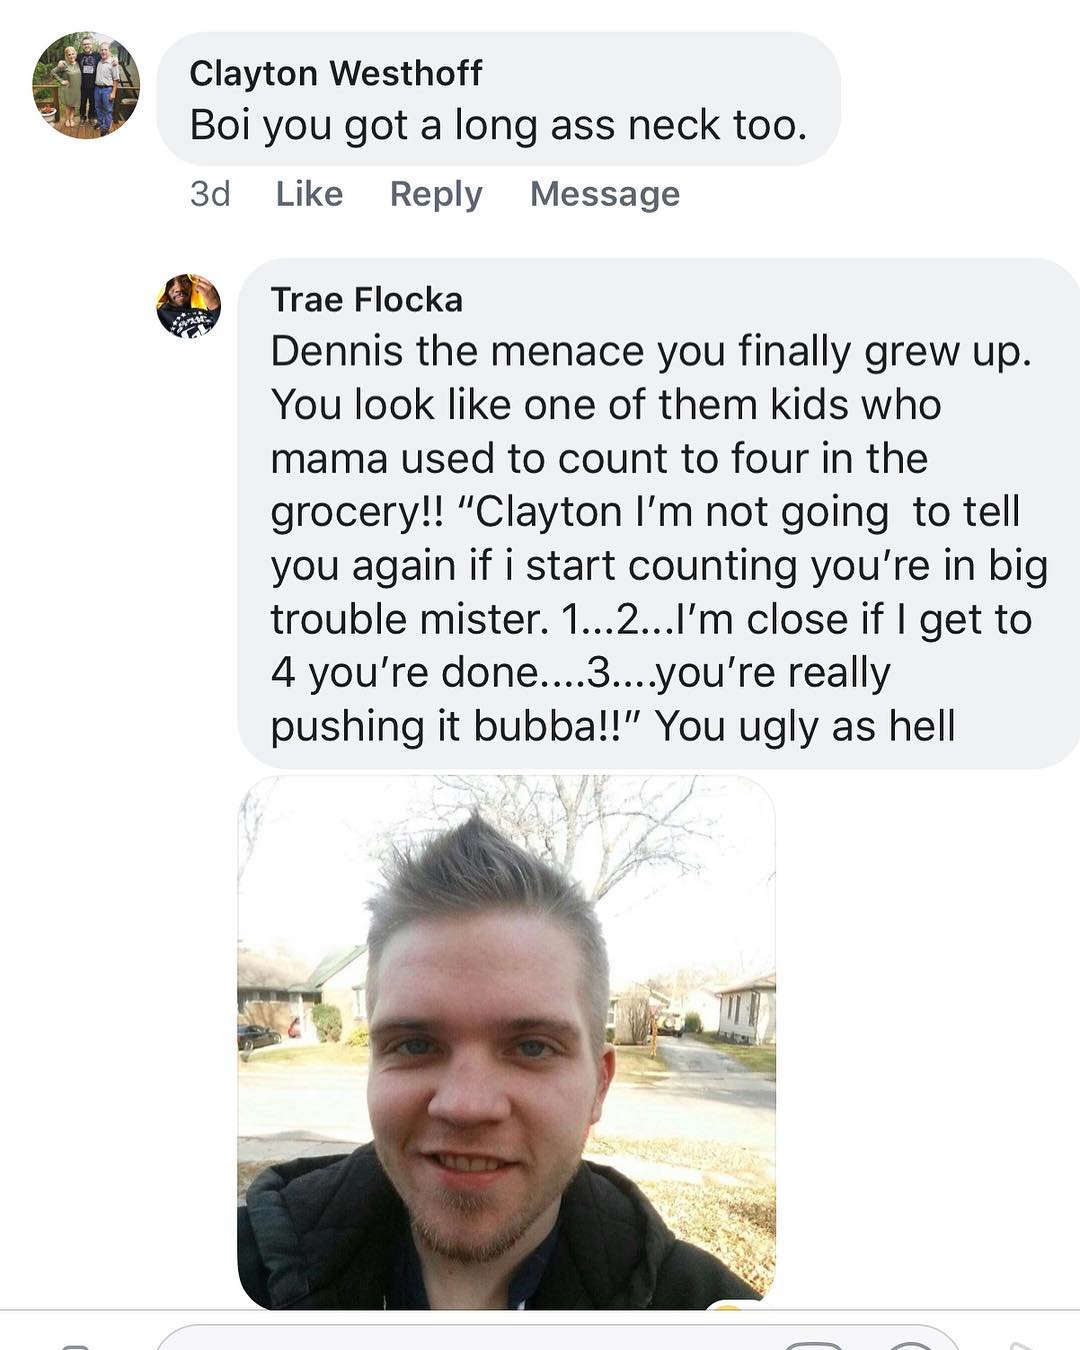 Clayton Westhoff
Boi you got a long ass neck too.
3d Like Reply Message
Trae Flocka
Dennis the menace you finally grew up.
You look like one of them kids who
mama used to count to four in the
grocery!! “Clayton I’m not going  to tell
you again if i start counting you’re in big
trouble mister. 1...2...I’m close if I get to
4 you’re done....3....you’re really
pushing it bubba!!” You ugly as hell